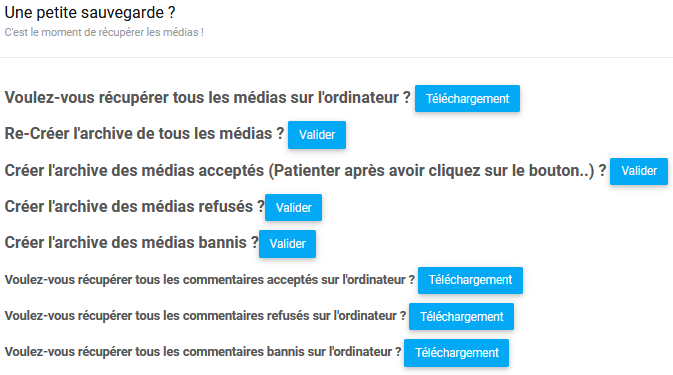 Une petite sauvegarde ?
C'est le moment de récupérer les médias !
Voulez-vous récupérer tous les médias sur l'ordinateur ? Téléchargement
Re-Créer l'archive de tous les médias ? Valider
Créer l'archive des médias acceptés (Patienter après avoir cliquez sur le bouton..) ? Valider
Créer l'archive des médias refusés ? Valider
Créer l'archive des médias bannis ? Valider
Voulez-vous récupérer tous les commentaires acceptés sur l'ordinateur ? Téléchargement
Voulez-vous récupérer tous les commentaires refusés sur l'ordinateur ? Téléchargement
Voulez-vous récupérer tous les commentaires bannis sur l'ordinateur ? Téléchargement